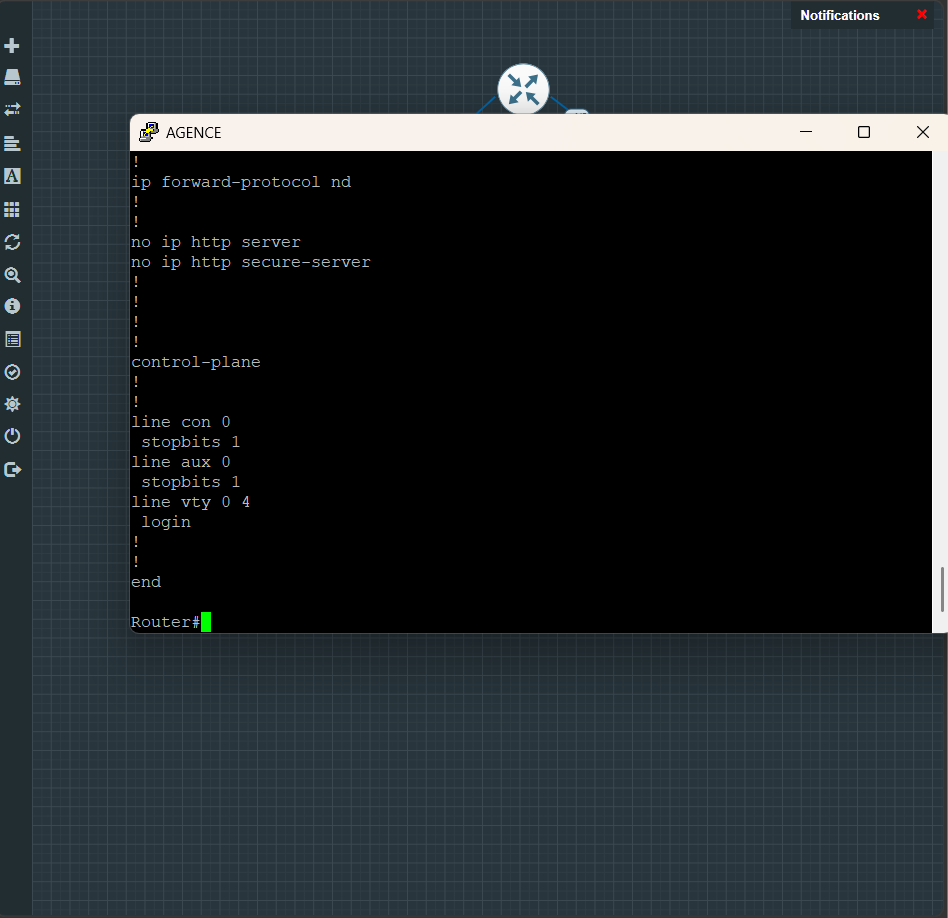 Notifications
AGENCE
!
ip forward-protocol nd
!
!
no ip http server
no ip http secure-server
!
!
!
!
control-plane
!
!
line con 0
 stopbits 1
line aux 0
 stopbits 1
line vty 0 4
 login
!
!
end
Router#